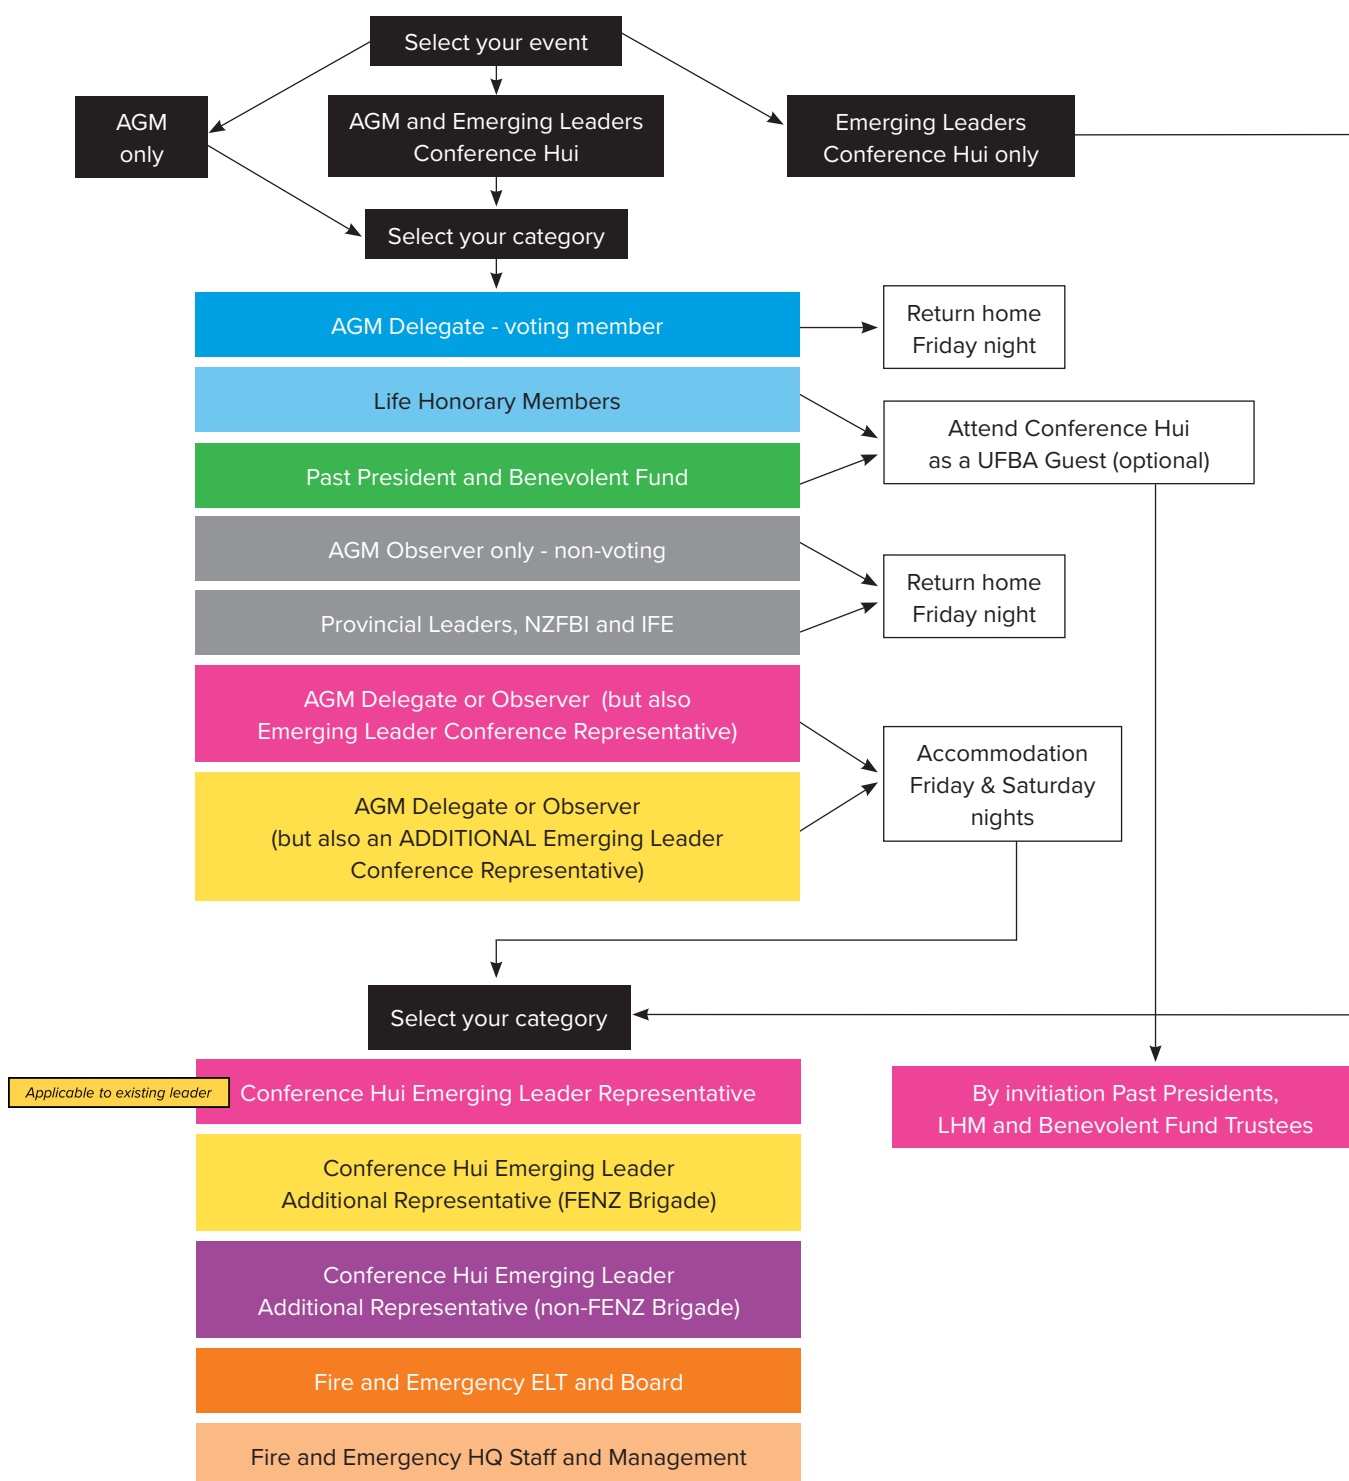 Select your event
AGM
only
AGM and Emerging Leaders
Conference Hui
Emerging Leaders
Conference Hui only
Select your category
AGM Delegate - voting member
Return home
Friday night
Life Honorary Members
Attend Conference Hui
as a UFBA Guest (optional)
Past President and Benevolent Fund
AGM Observer only - non-voting
Return home
Friday night
Provincial Leaders, NZFBI and IFE
AGM Delegate or Observer (but also
Emerging Leader Conference Representative)
Accommodation
Friday & Saturday
nights
AGM Delegate or Observer
(but also an ADDITIONAL Emerging Leader
Conference Representative)
Select your category
Applicable to existing leader
Conference Hui Emerging Leader Representative
By invitiation Past Presidents,
LHM and Benevolent Fund Trustees
Conference Hui Emerging Leader
Additional Representative (FENZ Brigade)
Conference Hui Emerging Leader
Additional Representative (non-FENZ Brigade)
Fire and Emergency ELT and Board
Fire and Emergency HQ Staff and Management